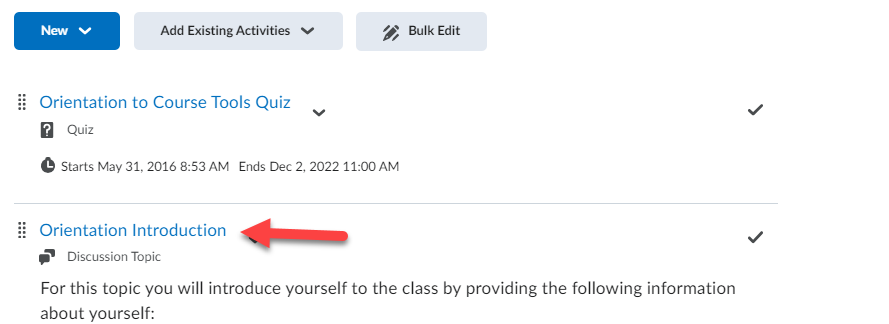 New
Add Existing Activities
Bulk Edit
Orientation to Course Tools Quiz
Quiz
Starts May 31, 2016 8:53 AM Ends Dec 2, 2022 11:00 AM
Orientation Introduction
Discussion Topic
For this topic you will introduce yourself to the class by providing the following information
about yourself: